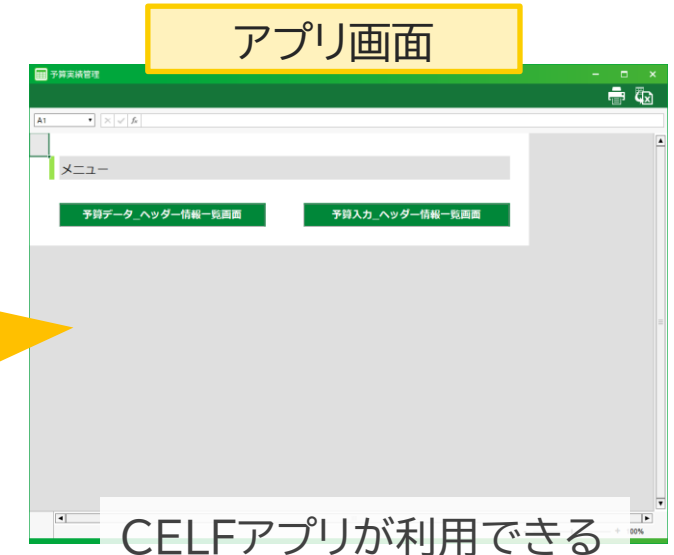 アプリ画面
予算実績管理
A1
fx
メニュー
予算データ_ヘッダー情報一覧画面
予算入力_ヘッダー情報一覧画面
100%
CELFアプリが利用できる